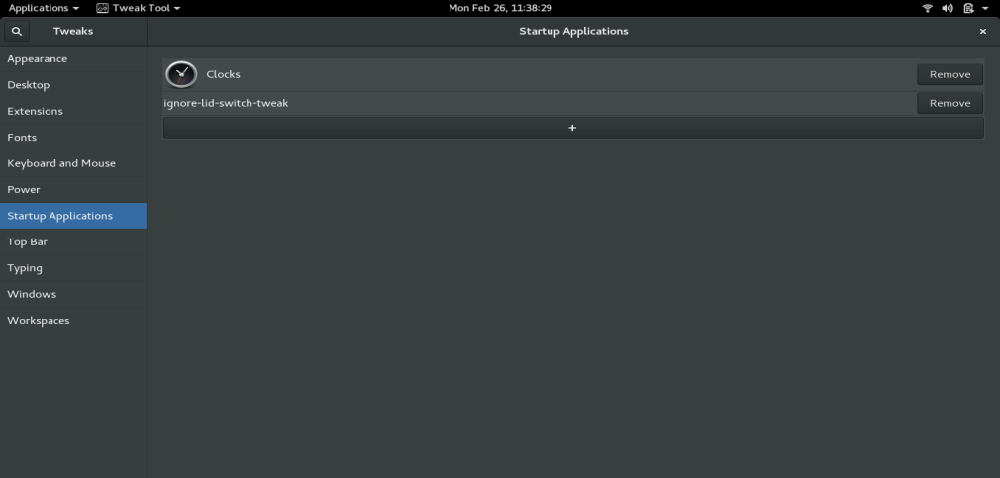 Applications Tweak Tool Mon Feb 26, 11:38:29
Tweaks Startup Applications ×
Appearance
Desktop
Extensions
Fonts
Keyboard and Mouse
Power
Startup Applications
Top Bar
Typing
Windows
Workspaces
Clocks Remove
ignore-lid-switch-tweak Remove
+